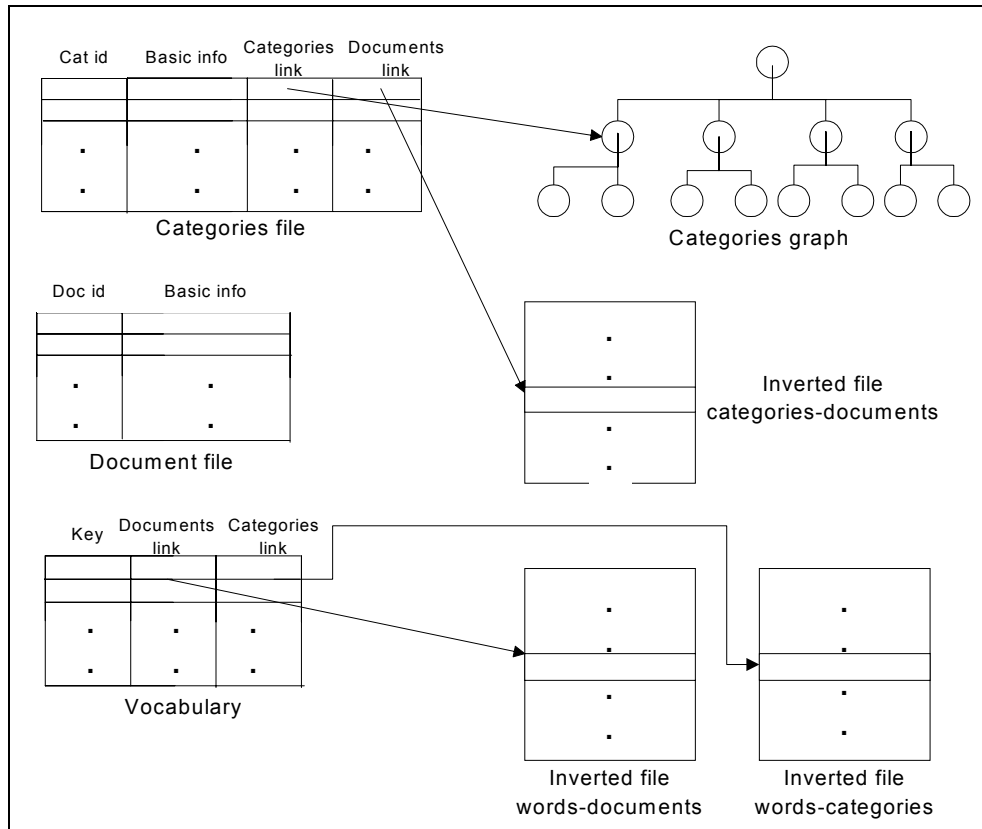 Cat id
Basic info
Categories
link
Documents
link
Categories file
Categories graph
Doc id
Basic info
Document file
Inverted file
categories-documents
Key
Documents
link
Categories
link
Vocabulary
Inverted file
words-documents
Inverted file
words-categories